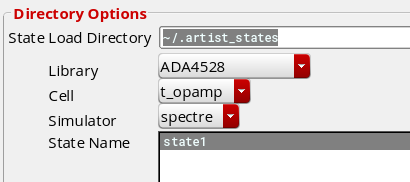 Directory Options
State Load Directory ~/.artist_states
Library ADA4528
Cell t_opamp
Simulator spectre
State Name state1